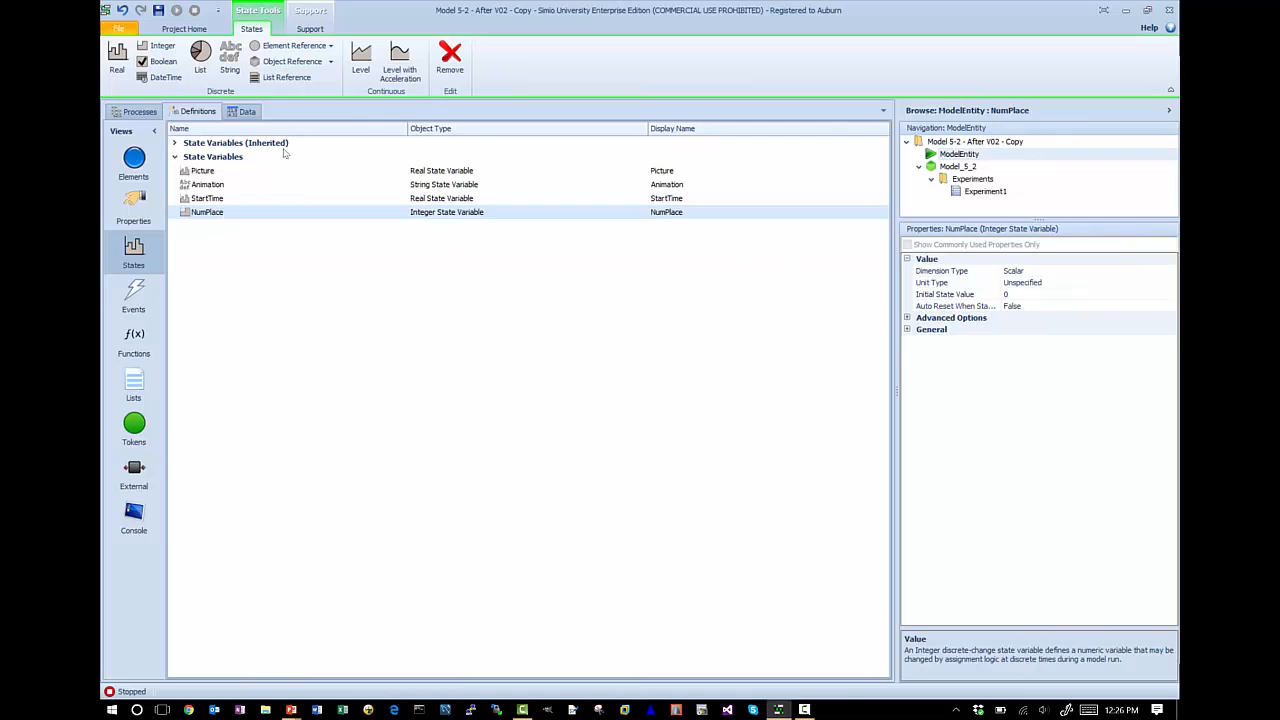 State Tools Support Model 5-2 - After V02 - Copy - Simio University Enterprise Edition (COMMERCIAL USE PROHIBITED) - Registered to Auburn
File Project Home States Support Help
Real
Integer
Boolean
DateTime
List
Abc
def
String
Element Reference
Object Reference
List Reference
Discrete
Level
Level with
Acceleration
Continuous
Remove
Edit
Processes Definitions Data
Views
Elements
Properties
States
Events
f(x)
Functions
Lists
Tokens
External
Console
Name Object Type Display Name
State Variables (Inherited)
State Variables
Picture Real State Variable Picture
Animation String State Variable Animation
StartTime Real State Variable StartTime
NumPlace Integer State Variable NumPlace
Browse: ModelEntity : NumPlace
Navigation: ModelEntity
Model 5-2 - After V02 - Copy
ModelEntity
Model_5_2
Experiments
Experiment1
Properties: NumPlace (Integer State Variable)
Show Commonly Used Properties Only
Value
Dimension Type Scalar
Unit Type Unspecified
Initial State Value 0
Auto Reset When Sta... False
Advanced Options
General
Value
An Integer discrete-change state variable defines a numeric variable that may be
changed by assignment logic at discrete times during a model run.
Stopped
12:26 PM